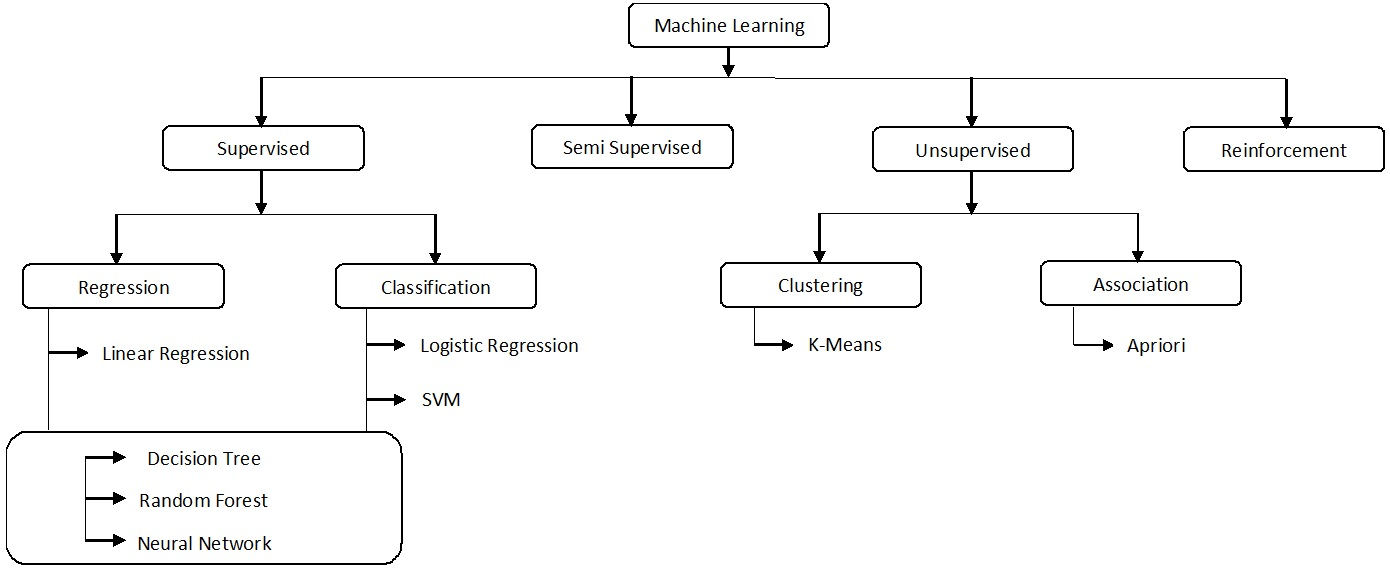 Machine Learning
Supervised
Semi Supervised
Unsupervised
Reinforcement
Regression
Classification
Clustering
Association
Linear Regression
Logistic Regression
K-Means
Apriori
SVM
Decision Tree
Random Forest
Neural Network